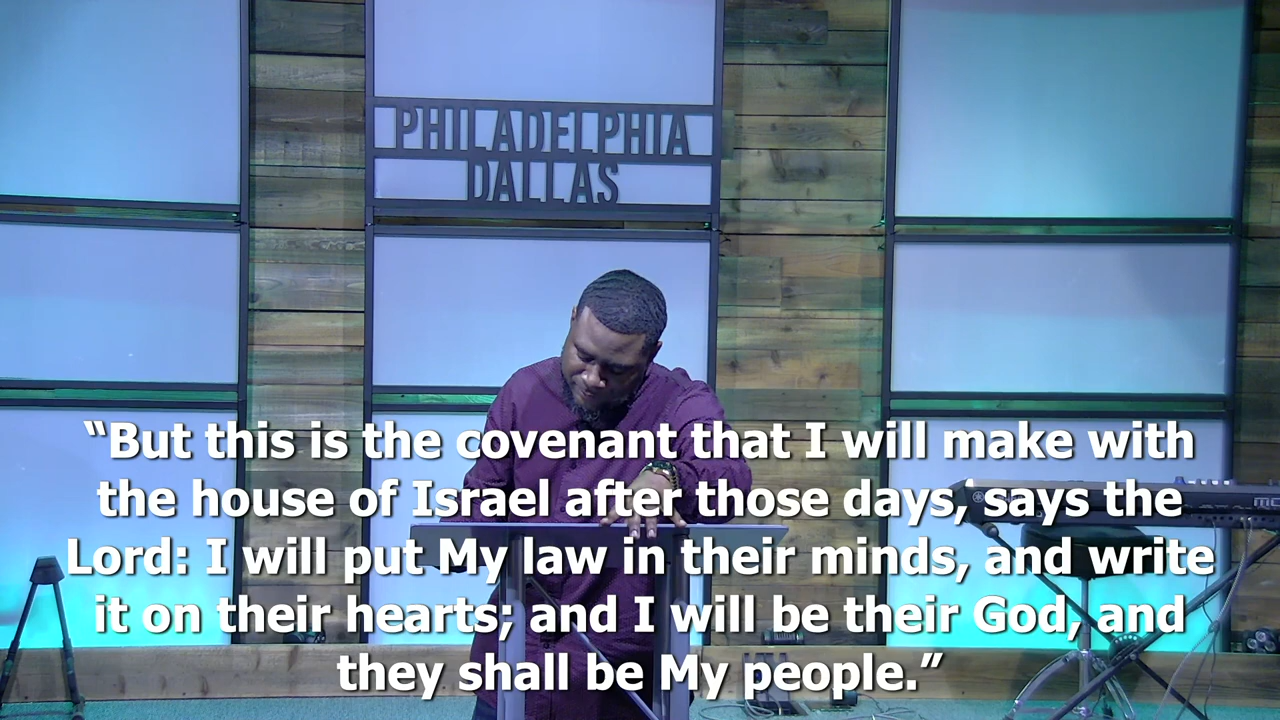 PHILADELPHIA
DALLAS
“But this is the covenant that I will make with
the house of Israel after those days,‘ says the
Lord: I will put My law in their minds, and write
it on their hearts; and I will be their God, and
they shall be My people.”